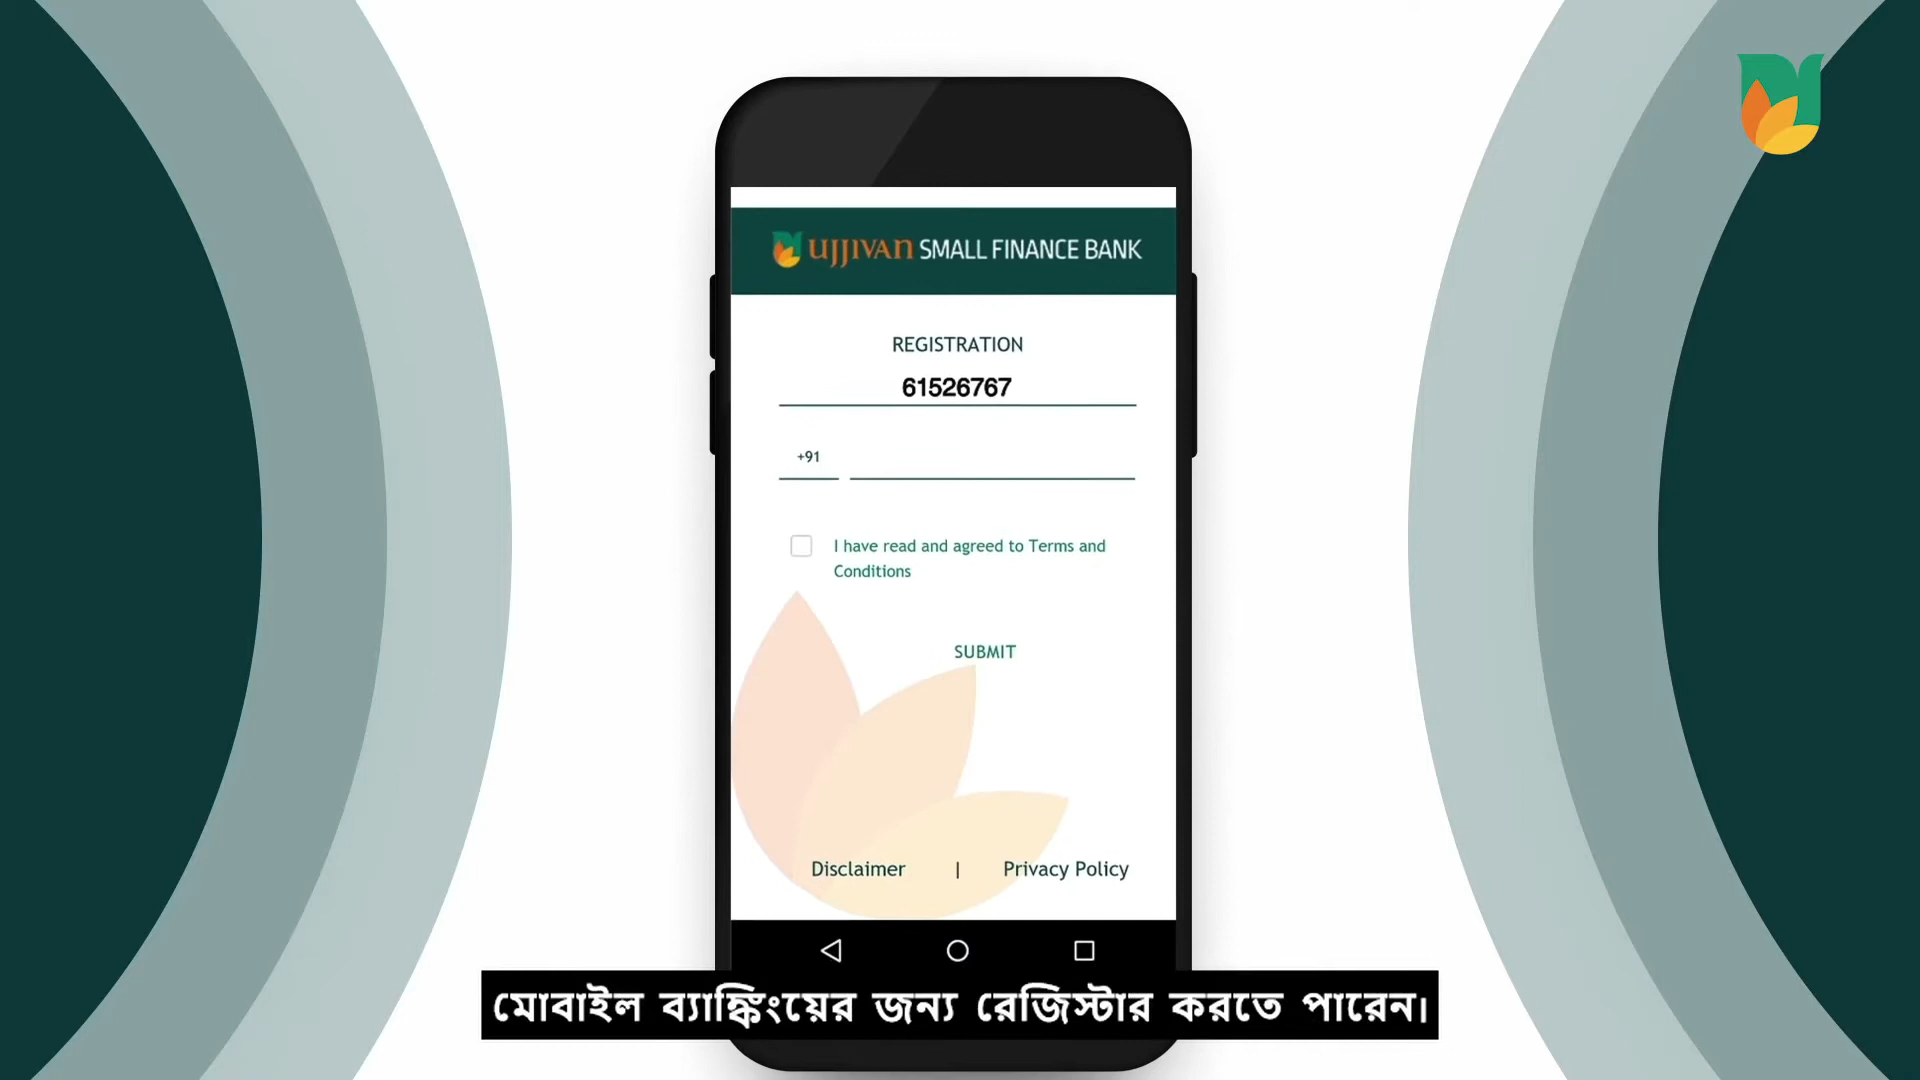 UJJIVAN SMALL FINANCE BANK
REGISTRATION
61526767
+91
I have read and agreed to Terms and
Conditions
SUBMIT
Disclaimer | Privacy Policy
মোবাইল ব্যাঙ্কিংয়ের জন্য রেজিস্টার করতে পারেন।